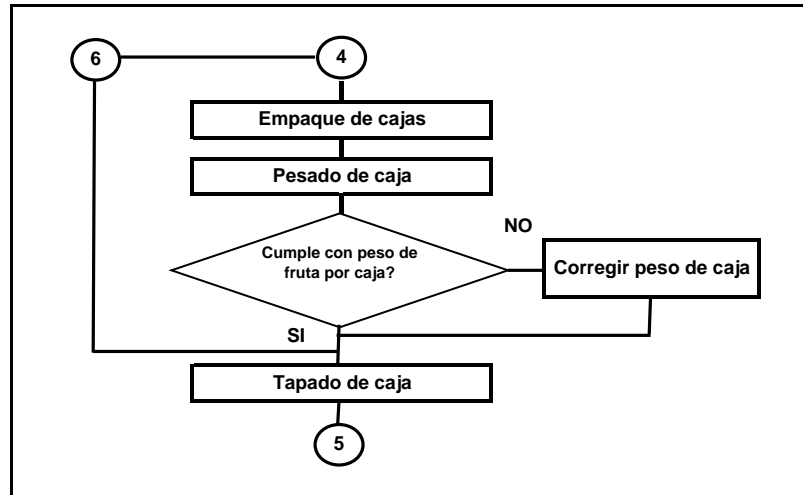 6
4
Empaque de cajas
Pesado de caja
Cumple con peso de
fruta por caja?
NO
Corregir peso de caja
SI
Tapado de caja
5